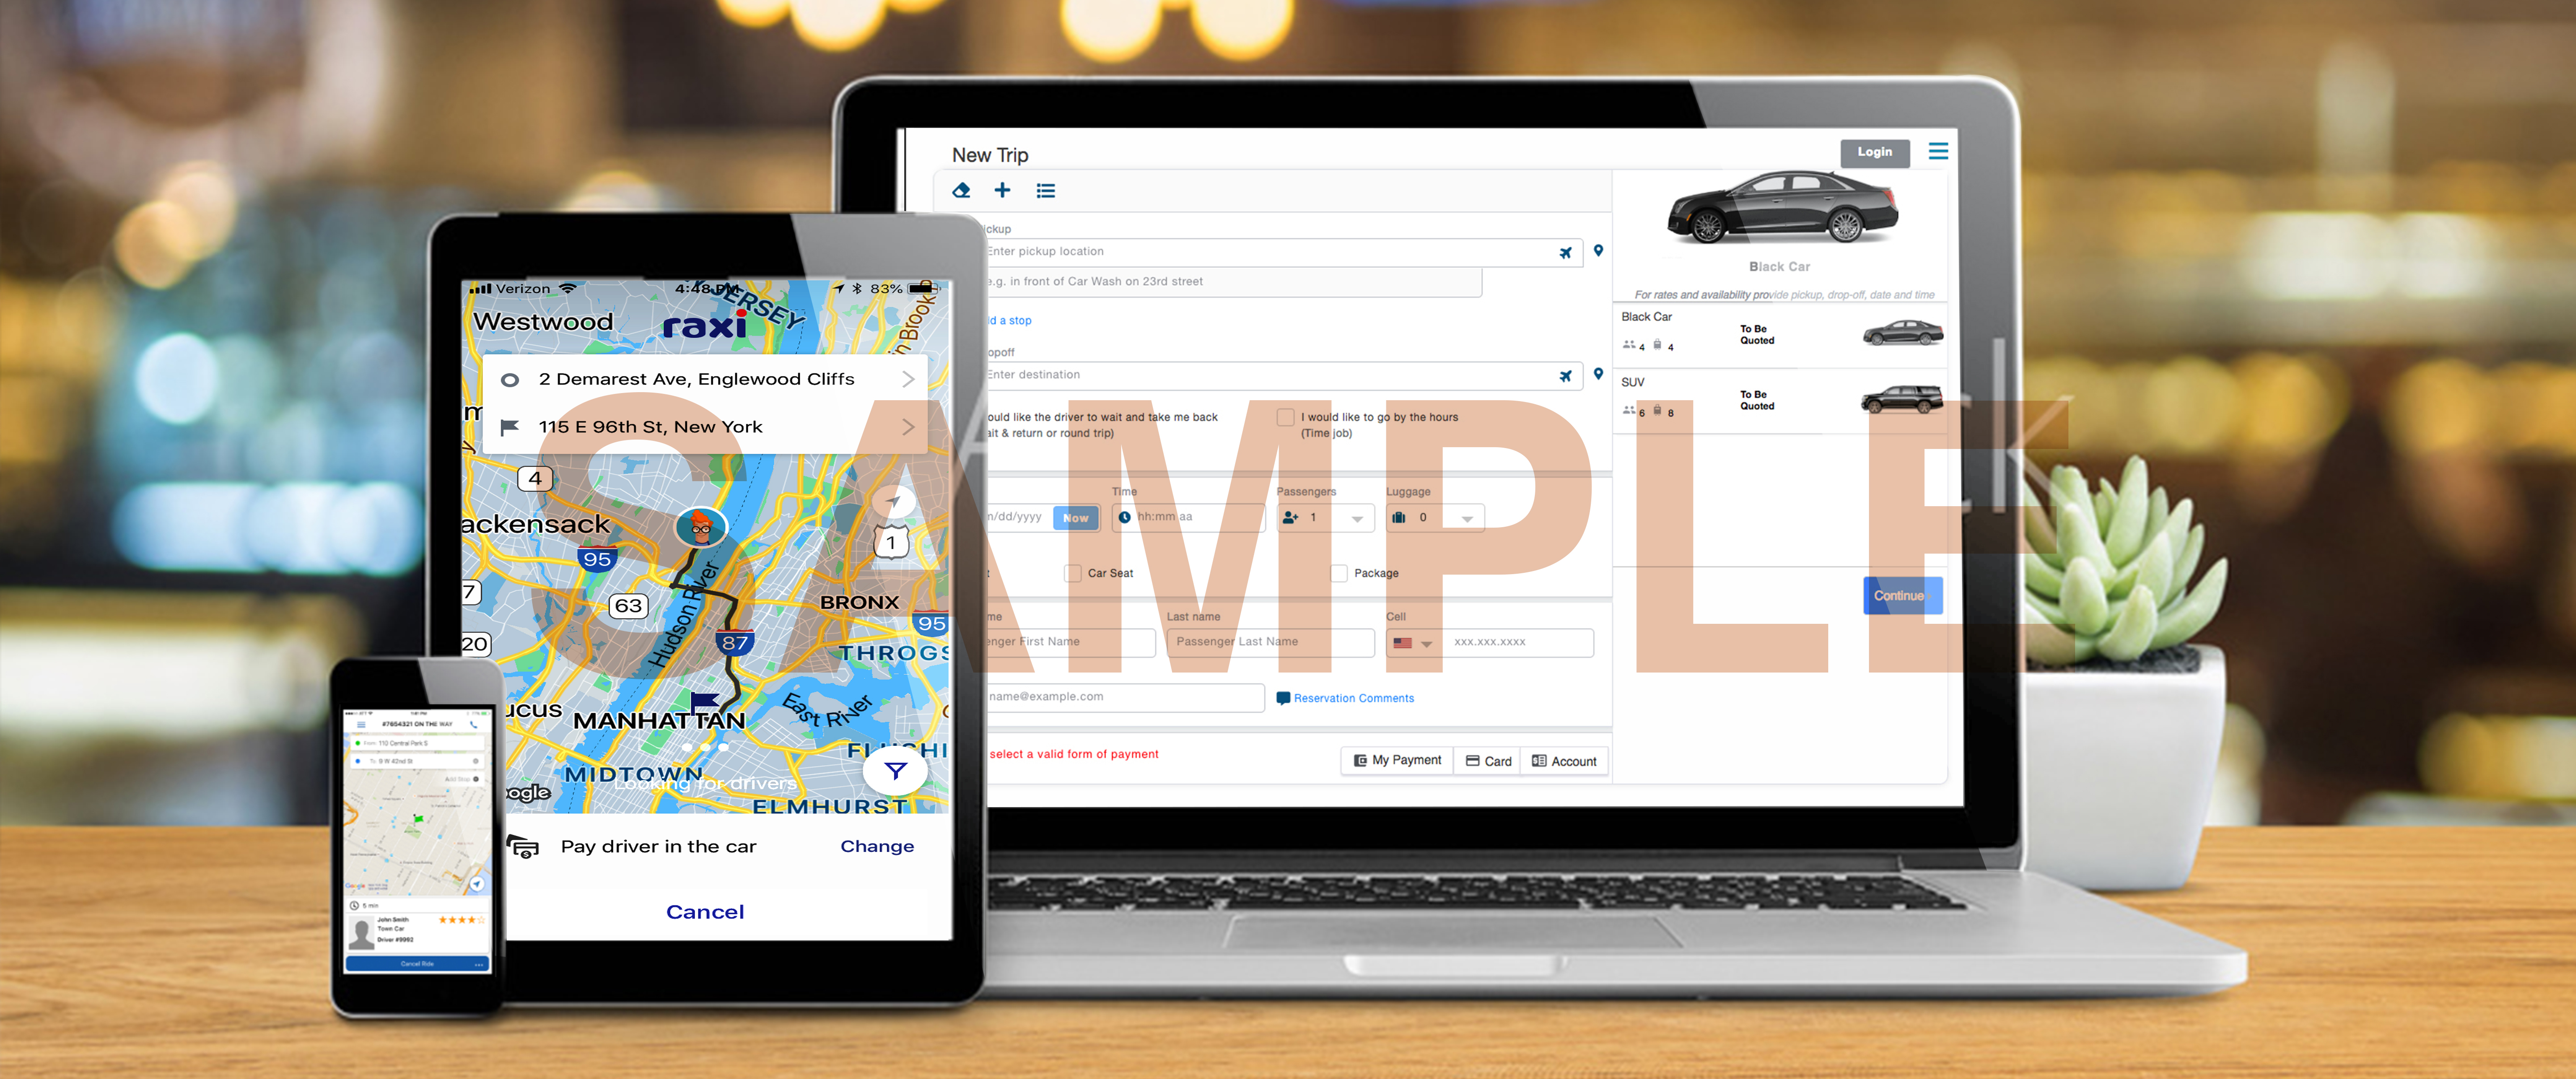 New Trip
Login
ickup
Enter pickup location
e.g. in front of Car Wash on 23rd street
d a stop
opoff
Enter destination
ould like the driver to wait and take me back
ait & return or round trip)
I would like to go by the hours
(Time job)
Time
Passengers
Luggage
n/dd/yyyy
Now
hh:mm aa
1
0
t
Car Seat
Package
me
Last name
Cell
enger First Name
Passenger Last Name
xxx.xxx.xxxx
name@example.com
Reservation Comments
select a valid form of payment
My Payment
Card
Account
Black Car
For rates and availability provide pickup, drop-off, date and time
Black Car
To Be
Quoted
4 4
SUV
To Be
Quoted
6 8
Continue
Verizon
4:48 PM
83%
Westwood
JERSEY
raxi
n Brook
2 Demarest Ave, Englewood Cliffs
115 E 96th St, New York
m
y
4
ackensack
95
1
7
63
Hudson River
BRONX
95
20
87
THROGS
ucus
MANHATTAN
East River
FLUSHI
MIDTOWN
Looking for drivers
ogle
ELMHURST
Pay driver in the car
Change
Cancel
#7654321 ON THE WAY
From: 110 Central Park S
To: 9 W 42nd St
Add Stop
5 min
John Smith
Town Car
Driver #9992
Cancel Ride
SAMPLE